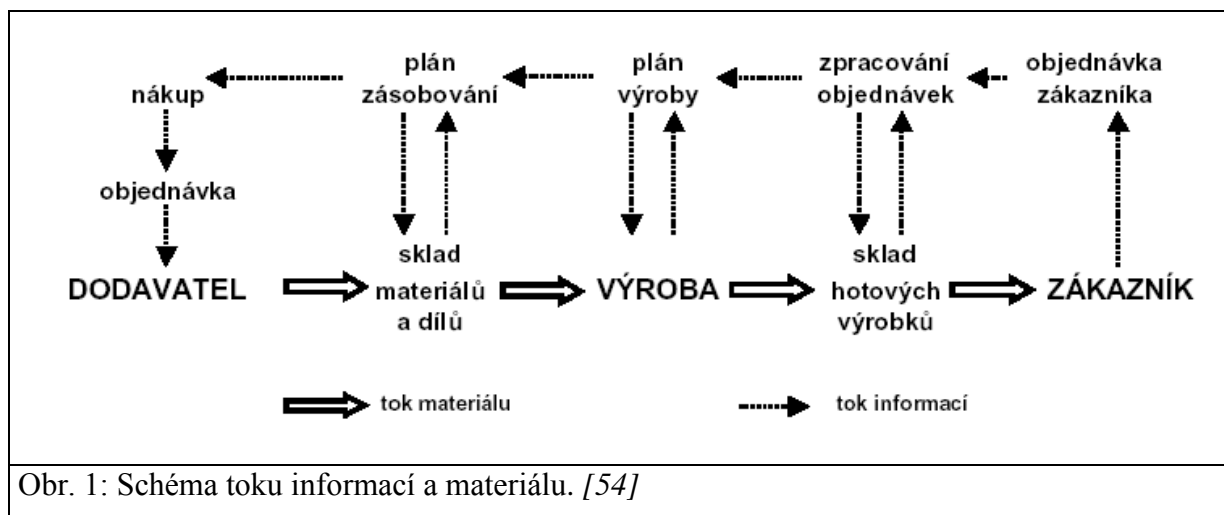 nákup
plán
zásobování
plán
výroby
zpracování
objednávek
objednávka
zákazníka
objednávka
DODAVATEL
sklad
materiálů
a dílů
VÝROBA
sklad
hotových
výrobků
ZÁKAZNÍK
tok materiálu
tok informací
Obr. 1: Schéma toku informací a materiálu. [54]